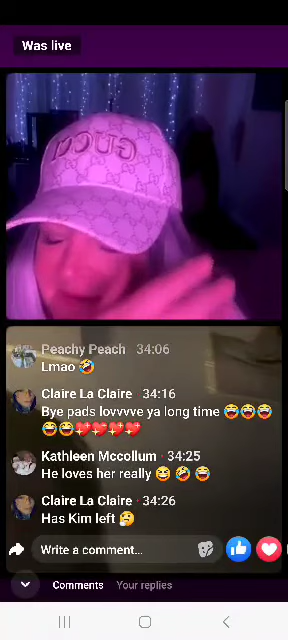 Was live
GUCCI
Peachy Peach 34:06
Lmao 🤣
Claire La Claire 34:16
Bye pads lovvvve ya long time 😂😂😂
😂😂💖💖💖💖
Kathleen Mccollum · 34:25
He loves her really 😆 🤣 😂
Claire La Claire · 34:26
Has Kim left 😢
Write a comment...
Comments Your replies